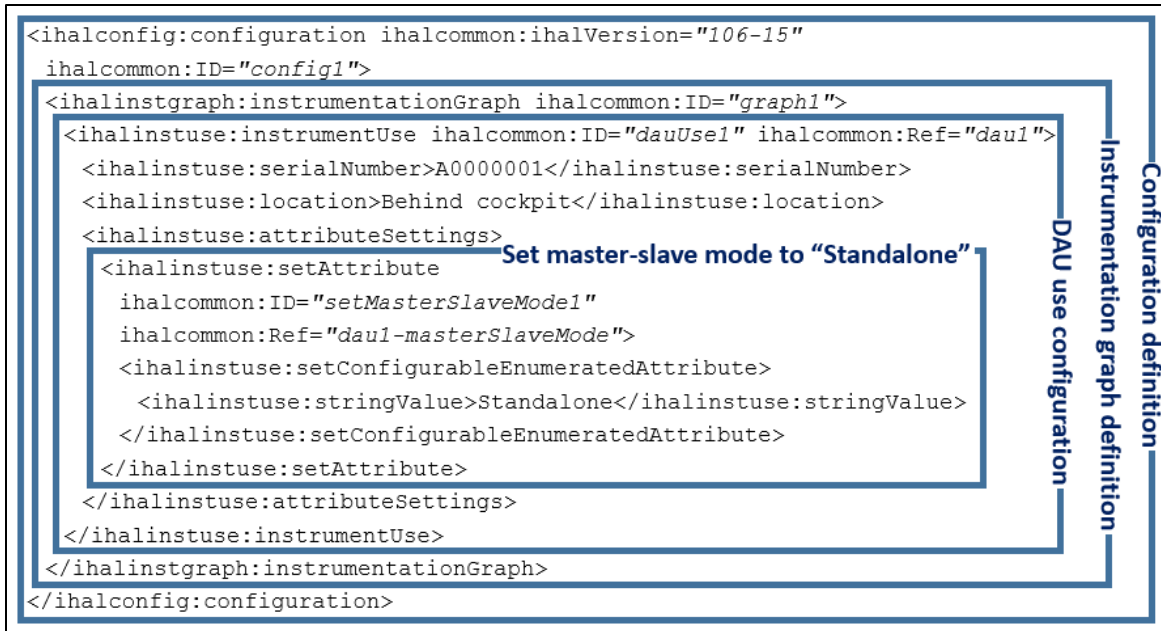 <ihalconfig:configuration ihalcommon:ihalVersion="106-15"
ihalcommon:ID="config1">
<ihalinstgraph:instrumentationGraph ihalcommon:ID="graph1">
<ihalinstuse:instrumentUse ihalcommon:ID="dauUse1" ihalcommon:Ref="dau1">
<ihalinstuse:serialNumber>A0000001</ihalinstuse:serialNumber>
<ihalinstuse:location>Behind cockpit</ihalinstuse:location>
<ihalinstuse:attributeSettings>
Set master-slave mode to “Standalone”
<ihalinstuse:setAttribute
ihalcommon:ID="setMasterSlaveMode1"
ihalcommon:Ref="dau1-masterSlaveMode">
<ihalinstuse:setConfigurableEnumeratedAttribute>
<ihalinstuse:stringValue>Standalone</ihalinstuse:stringValue>
</ihalinstuse:setConfigurableEnumeratedAttribute>
</ihalinstuse:setAttribute>
</ihalinstuse:attributeSettings>
</ihalinstuse:instrumentUse>
</ihalinstgraph:instrumentationGraph>
</ihalconfig:configuration>
DAU use configuration
Instrumentation graph definition
Configuration definition